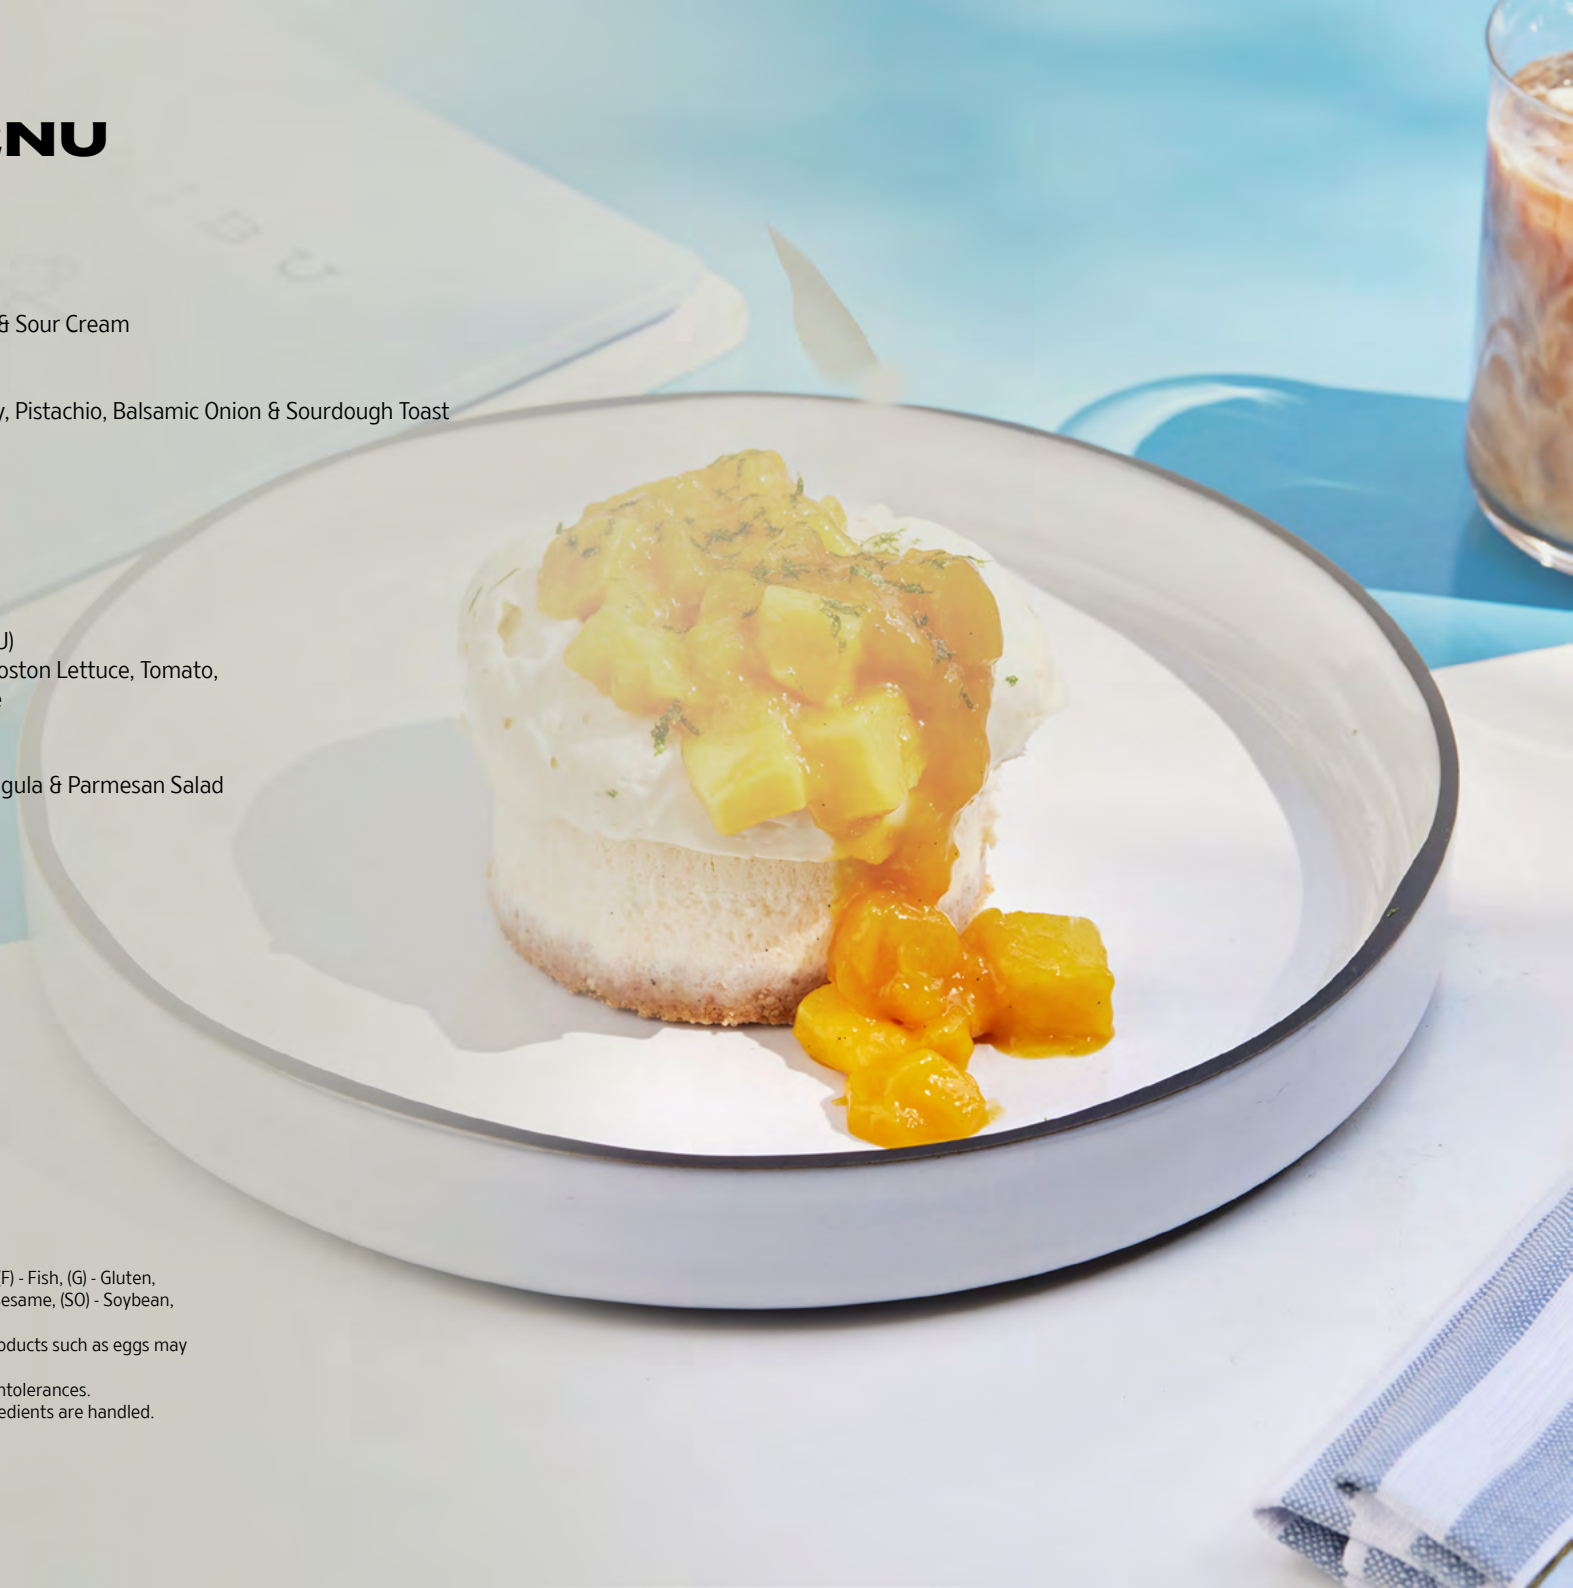 ENU
& Sour Cream
, Pistachio, Balsamic Onion & Sourdough Toast
U)
oston Lettuce, Tomato,
gula & Parmesan Salad
F) - Fish, (G) - Gluten,
esame, (SO) - Soybean,
oducts such as eggs may
ntolerances.
edients are handled.